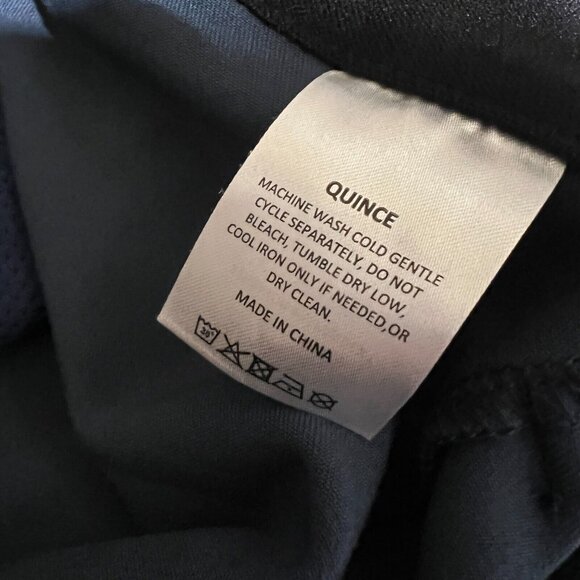 QUINCE
MACHINE WASH COLD GENTLE
CYCLE SEPARATELY, DO NOT
BLEACH, TUMBLE DRY LOW,
COOL IRON ONLY IF NEEDED,OR
DRY CLEAN.
MADE IN CHINA
30°